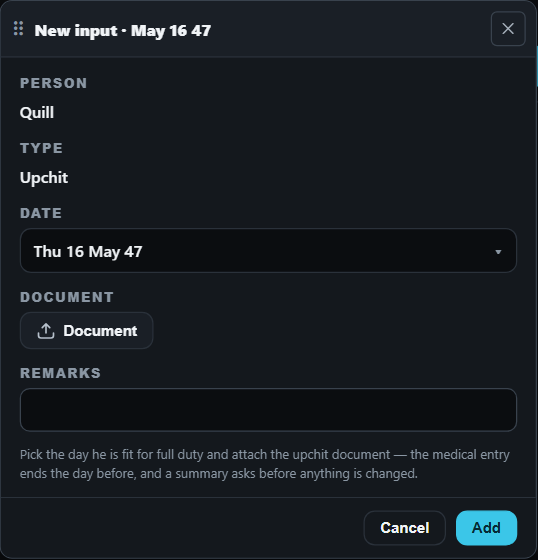 New input · May 16 47
PERSON
Quill
TYPE
Upchit
DATE
Thu 16 May 47
DOCUMENT
Document
REMARKS
Pick the day he is fit for full duty and attach the upchit document — the medical entry
ends the day before, and a summary asks before anything is changed.
Cancel
Add